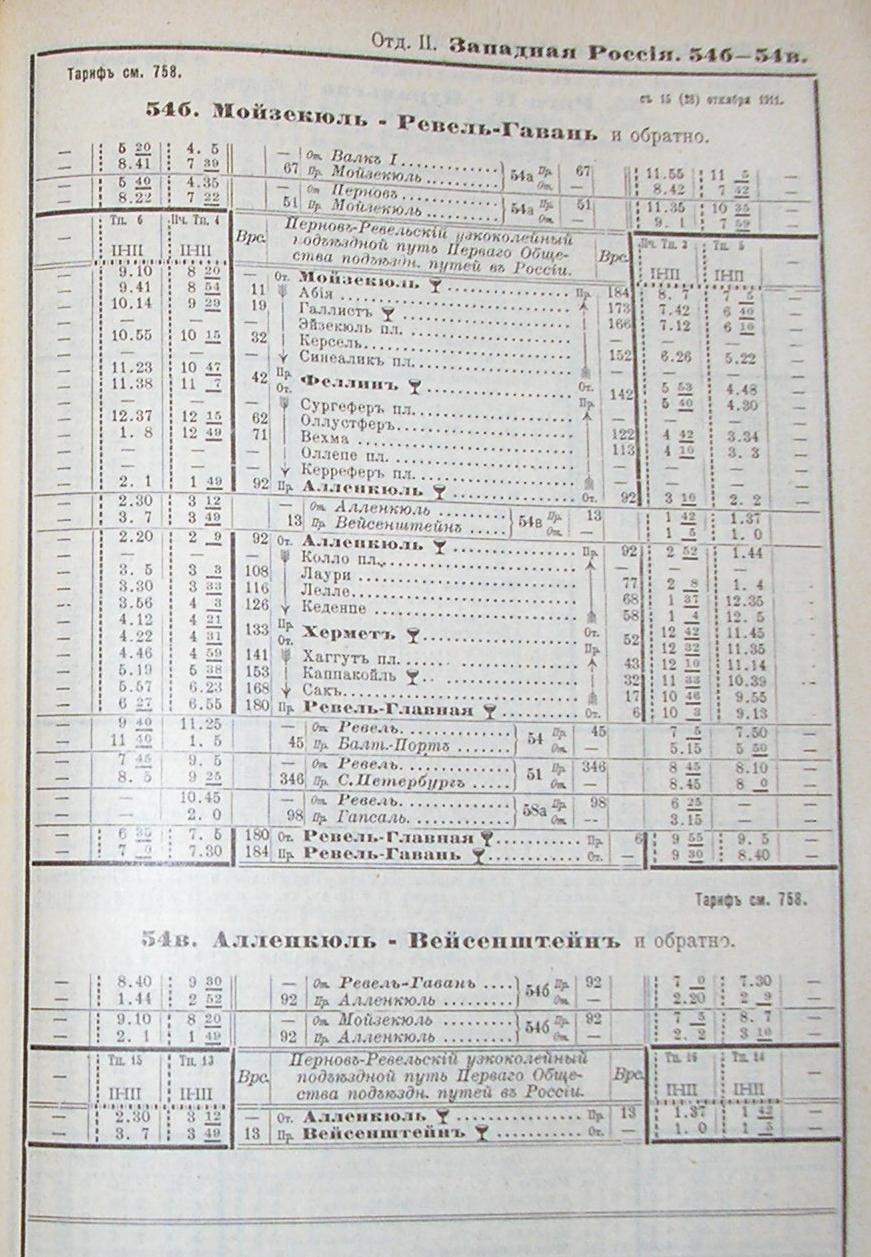 Отд. II. Западная Россія. 54б—54в.
Тарифъ см. 758.
съ 15 (28) октября 1911.
54б. Мойзекюль - Ревель-Гавань и обратно.
— 5 20 4. 5 — От. Валкъ I 54а Пр. 67 11.55 11 5 —
— 8.41 7 39 67 Пр. Мойзекюль От. — 8.42 7 42 —
— 5 40 4.35 — От Перновъ 54а Пр. 51 11.35 10 35 —
— 8.22 7 22 51 Пр. Мойзекюль От. — 9. 1 7 59 —
— Тп. 6 Пч. Тп. 4 Врс. Перново-Ревельскій узкоколейный Врс. Пч. Тп. 3 Тп. 5 —
подъѣздной путь Перваго Обще-
I-IIIП I-IIIП ства подъѣздн. путей въ Россіи. I-IIIП I-IIIП
— 9.10 8 20 — От. Мойзекюль Пр. 184 8. 7 7 5 —
— 9.41 8 54 11 Абія 173 7.42 6 40 —
— 10.14 9 29 19 Галлистъ 166 7.12 6 10 —
— — — Эйзекюль пл. — — — —
— 10.55 10 15 32 Керсель 152 6.26 5.22 —
— — — Синеаликъ пл. — — — —
— 11.23 10 47 42 Пр. Феллинъ От. 142 5 53 4.48 —
— 11.38 11 7 От. Пр. 5 40 4.30 —
— — — Сургеферъ пл. — — —
— 12.37 12 15 62 Оллустферъ 122 4 42 3.34 —
— 1. 8 12 49 71 Вехма 113 4 10 3. 3 —
— — — Оллепе пл. — — — —
— — — Керреферъ пл. — — — —
— 2. 1 1 49 92 Пр. Алленкюль От. 92 3 10 2. 2 —
— 2.30 3 12 — От. Алленкюль 54в Пр. 13 1 42 1.37 —
— 3. 7 3 49 13 Пр. Вейсенштейнъ От. — 1 5 1. 0 —
— 2.20 2 9 92 От. Алленкюль Пр. 92 2 52 1.44 —
— — — Колло пл. — — — —
— 3. 5 3 3 108 Лаури 77 2 8 1. 4 —
— 3.30 3 33 116 Лелле 68 1 37 12.35 —
— 3.56 4 3 126 Кеденпе 58 1 4 12. 5 —
— 4.12 4 21 133 Пр. Херметъ От. 52 12 42 11.45 —
— 4.22 4 31 От. Пр. 12 32 11.35 —
— 4.46 4 59 141 Хаггутъ пл. 43 12 10 11.14 —
— 5.19 5 38 153 Каппакойль 32 11 33 10.39 —
— 5.57 6.23 168 Сакъ 17 10 46 9.55 —
— 6 27 6.55 180 Пр. Ревель-Главная От. 6 10 3 9.13 —
— 9 40 11.25 — От. Ревель 54 Пр. 45 7 5 7.50 —
— 11 40 1. 5 45 Пр. Балт.-Портъ От. — 5.15 5 50 —
— 7 45 9. 5 — От. Ревель 51 Пр. 346 8 45 8.10 —
— 8. 5 9 25 346 Пр. С.Петербургъ От. — 8.45 8 0 —
— — 10.45 — От. Ревель 58а Пр. 98 6 25 — —
— — 2. 0 98 Пр. Гапсаль От. — 3.15 — —
— 6 35 7. 5 180 От. Ревель-Главная Пр. 6 9 55 9. 5 —
— 7 0 7.30 184 Пр. Ревель-Гавань От. — 9 30 8.40 —
Тарифъ см. 758.
54в. Алленкюль - Вейсенштейнъ и обратно.
— 8.40 9 30 — От. Ревель-Гавань 54б Пр. 92 7 0 7.30 —
— 1.44 2 52 92 Пр. Алленкюль От. — 2.20 2 9 —
— 9.10 8 20 — От. Мойзекюль 54б Пр. 92 7 5 8. 7 —
— 2. 1 1 49 92 Пр. Алленкюль От. — 2. 2 3 10 —
— Тп. 15 Тп. 13 Врс. Перново-Ревельскій узкоколейный Врс. Тп. 16 Тп. 14 —
подъѣздной путь Перваго Обще-
I-IIIП I-IIIП ства подъѣздн. путей въ Россіи. I-IIIП I-IIIП
— 2.30 3 12 — От. Алленкюль Пр. 13 1.37 1 42 —
— 3. 7 3 49 13 Пр. Вейсенштейнъ От. — 1. 0 1 5 —